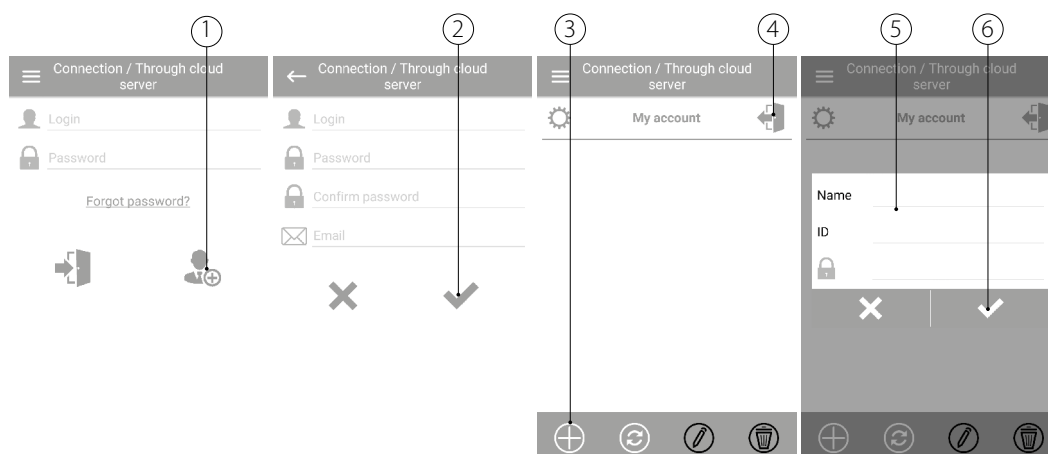 1
2
3
4
5
6
Connection / Through cloud
server
Login
Password
Forgot password?
Connection / Through cloud
server
Login
Password
Confirm password
Email
Connection / Through cloud
server
My account
Connection / Through cloud
server
My account
Name
ID